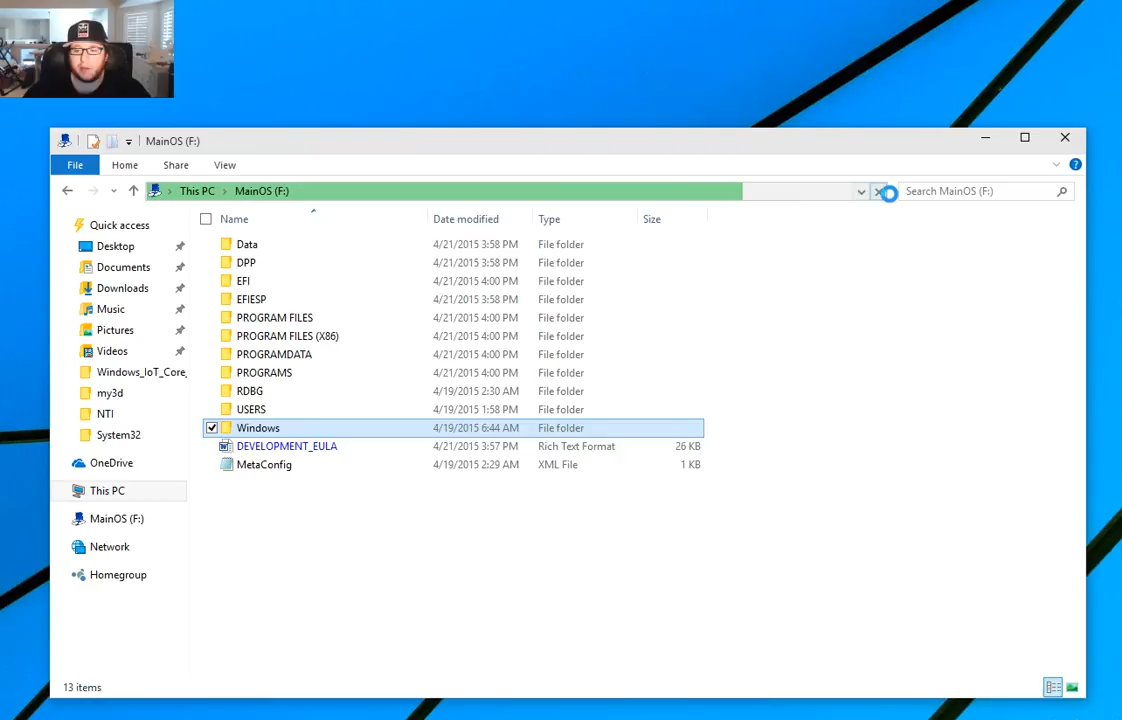 MainOS (F:)
File Home Share View
This PC MainOS (F:) Search MainOS (F:)
Name Date modified Type Size
Quick access
Desktop
Documents
Downloads
Music
Pictures
Videos
Windows_IoT_Core_
my3d
NTI
System32
OneDrive
This PC
MainOS (F:)
Network
Homegroup
Data 4/21/2015 3:58 PM File folder
DPP 4/21/2015 3:58 PM File folder
EFI 4/21/2015 4:00 PM File folder
EFIESP 4/19/2015 3:58 PM File folder
PROGRAM FILES 4/21/2015 4:00 PM File folder
PROGRAM FILES (X86) 4/21/2015 4:00 PM File folder
PROGRAMDATA 4/21/2015 4:00 PM File folder
PROGRAMS 4/21/2015 4:00 PM File folder
RDBG 4/19/2015 2:30 AM File folder
USERS 4/19/2015 1:58 PM File folder
Windows 4/19/2015 6:44 AM File folder
DEVELOPMENT_EULA 4/21/2015 3:57 PM Rich Text Format 26 KB
MetaConfig 4/19/2015 2:29 AM XML File 1 KB
13 items